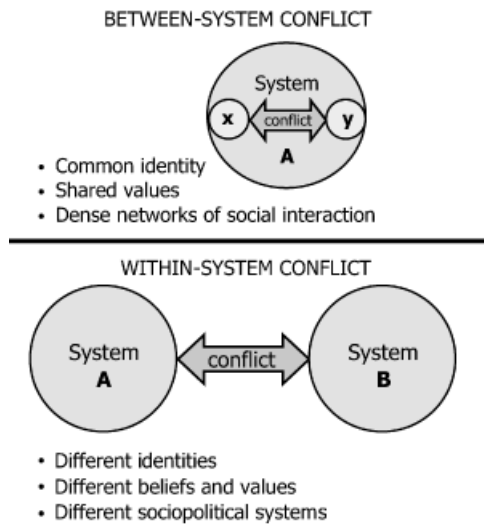 BETWEEN-SYSTEM CONFLICT
System
x conflict y
A
• Common identity
• Shared values
• Dense networks of social interaction
WITHIN-SYSTEM CONFLICT
System A
conflict
System B
• Different identities
• Different beliefs and values
• Different sociopolitical systems